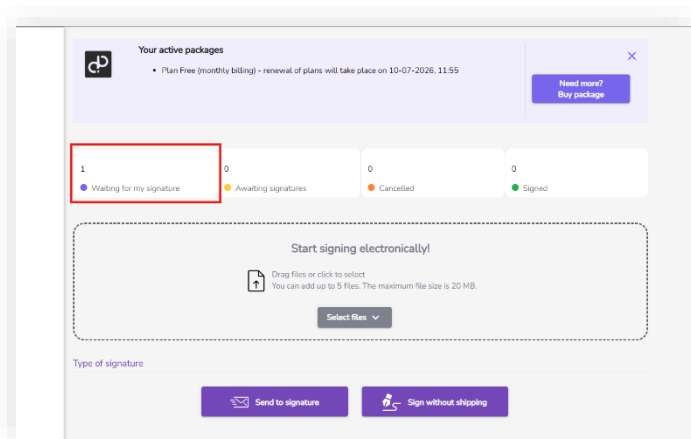 Your active packages
• Plan Free (monthly billing) - renewal of plans will take place on 10-07-2026, 11:55
Need more?
Buy package
1
Waiting for my signature
0
Awaiting signatures
0
Cancelled
0
Signed
Start signing electronically!
Drag files or click to select
You can add up to 5 files. The maximum file size is 20 MB.
Select files
Type of signature
Send to signature
Sign without shipping